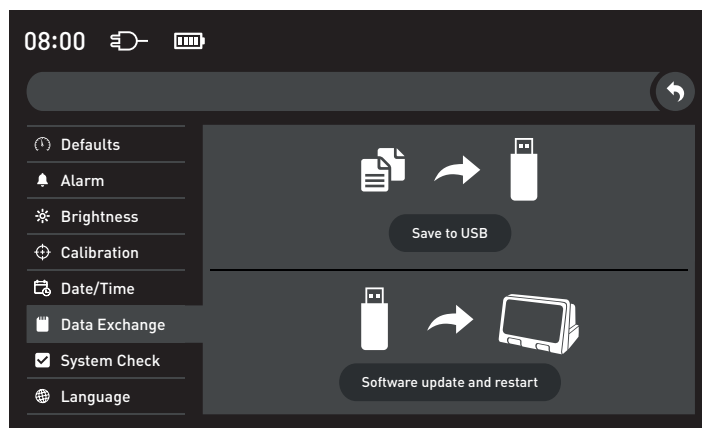 08:00
Defaults
Alarm
Brightness
Calibration
Date/Time
Data Exchange
System Check
Language
Save to USB
Software update and restart